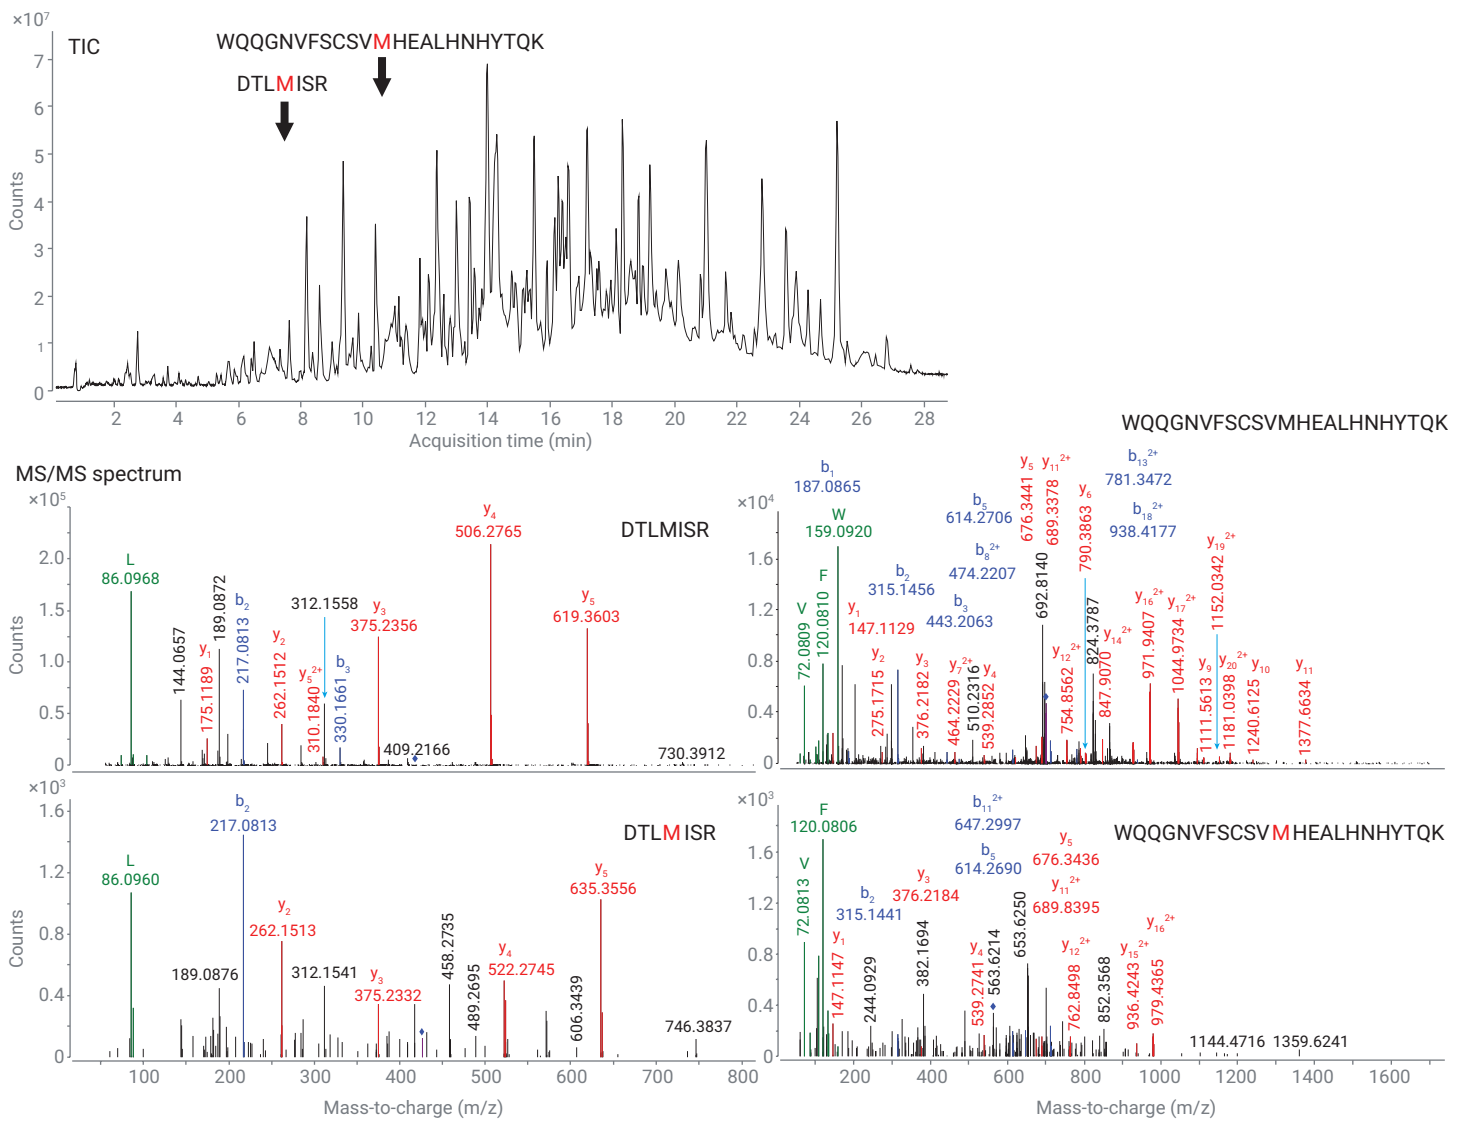 ×10⁷
TIC
WQQGNVFSCSVMHEALHNHYTQK
DTLMISR
Counts
7
6
5
4
3
2
1
0
2 4 6 8 10 12 14 16 18 20 22 24 26 28
Acquisition time (min)
MS/MS spectrum
×10⁵
DTLMISR
Counts
2.0
1.5
1.0
0.5
0
L
86.0968
144.0657
y₁
175.1189
189.0872
b₂
217.0813
y₂
262.1512
y₅²⁺
310.1840
312.1558
b₃
330.1661
y₃
375.2356
409.2166
y₄
506.2765
y₅
619.3603
730.3912
WQQGNVFSCSVMHEALHNHYTQK
×10⁴
1.6
1.2
0.8
0.4
0
V
72.0809
F
120.0810
W
159.0920
b₁
187.0865
y₁
147.1129
y₂
275.1715
b₂
315.1456
y₃
376.2182
b₃
443.2063
y₇²⁺
464.2229
b₈²⁺
474.2207
510.2316
y₄
539.2852
b₅
614.2706
y₅
676.3441
y₁₁²⁺
689.3378
692.8140
y₁₂²⁺
754.8562
y₆
790.3863
b₁₃²⁺
781.3472
824.3787
y₁₄²⁺
847.9070
b₁₈²⁺
938.4177
y₁₆²⁺
971.9407
y₁₇²⁺
1044.9734
y₉
1111.5613
y₁₉²⁺
1152.0342
y₂₀²⁺
1181.0398
y₁₀
1240.6125
y₁₁
1377.6634
×10³
DTLMISR
Counts
1.6
1.2
0.8
0.4
0
L
86.0960
189.0876
b₂
217.0813
y₂
262.1513
312.1541
y₃
375.2332
458.2735
489.2695
y₄
522.2745
606.3439
y₅
635.3556
746.3837
100 200 300 400 500 600 700 800
Mass-to-charge (m/z)
×10³
WQQGNVFSCSVMHEALHNHYTQK
1.6
1.2
0.8
0.4
0
V
72.0813
F
120.0806
y₁
147.1147
244.0929
b₂
315.1441
y₃
376.2184
382.1694
y₄
539.2741
563.6214
b₅
614.2690
b₁₁²⁺
647.2997
653.6250
y₅
676.3436
y₁₁²⁺
689.8395
y₁₂²⁺
762.8498
852.3568
y₁₅²⁺
936.4243
y₁₆²⁺
979.4365
1144.4716
1359.6241
200 400 600 800 1000 1200 1400 1600
Mass-to-charge (m/z)